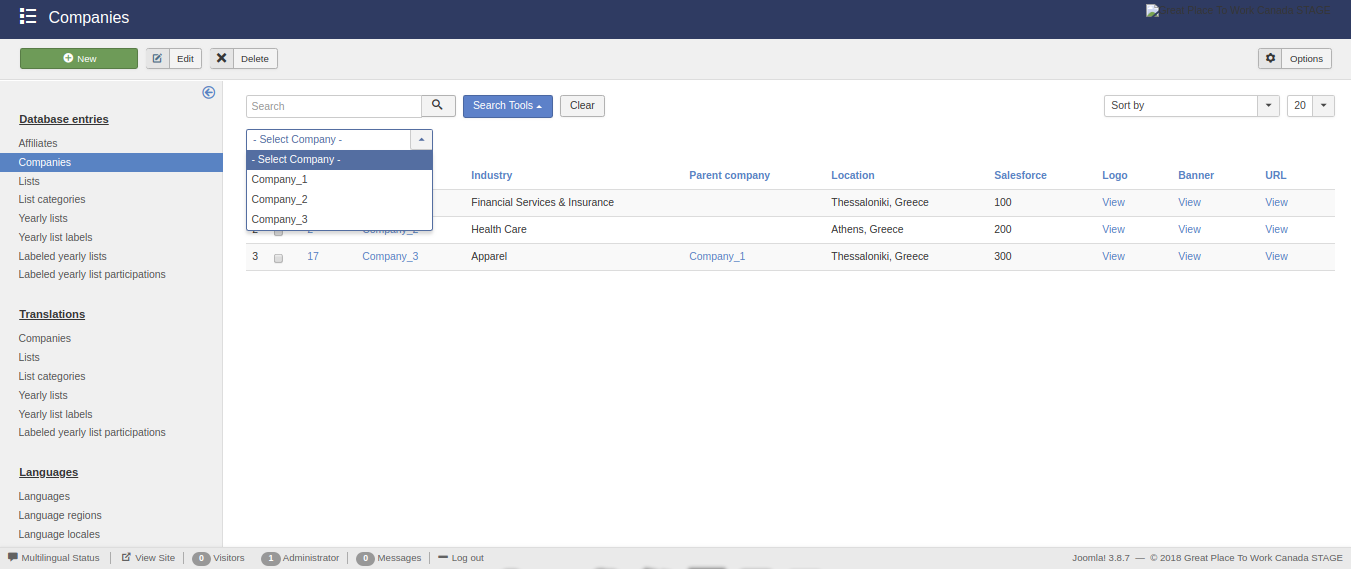 Companies
Great Place To Work Canada STAGE
New Edit Delete Options
Search Search Tools Clear Sort by 20
Database entries
Affiliates
Companies
Lists
List categories
Yearly lists
Yearly list labels
Labeled yearly lists
Labeled yearly list participations
Translations
Companies
Lists
List categories
Yearly lists
Yearly list labels
Labeled yearly list participations
Languages
Languages
Language regions
Language locales
- Select Company -
- Select Company -
Company_1
Company_2
Company_3
Industry Parent company Location Salesforce Logo Banner URL
Financial Services & Insurance Thessaloniki, Greece 100 View View View
Health Care Athens, Greece 200 View View View
3 17 Company_3 Apparel Company_1 Thessaloniki, Greece 300 View View View
Multilingual Status View Site 0 Visitors 1 Administrator 0 Messages Log out Joomla! 3.8.7 — © 2018 Great Place To Work Canada STAGE